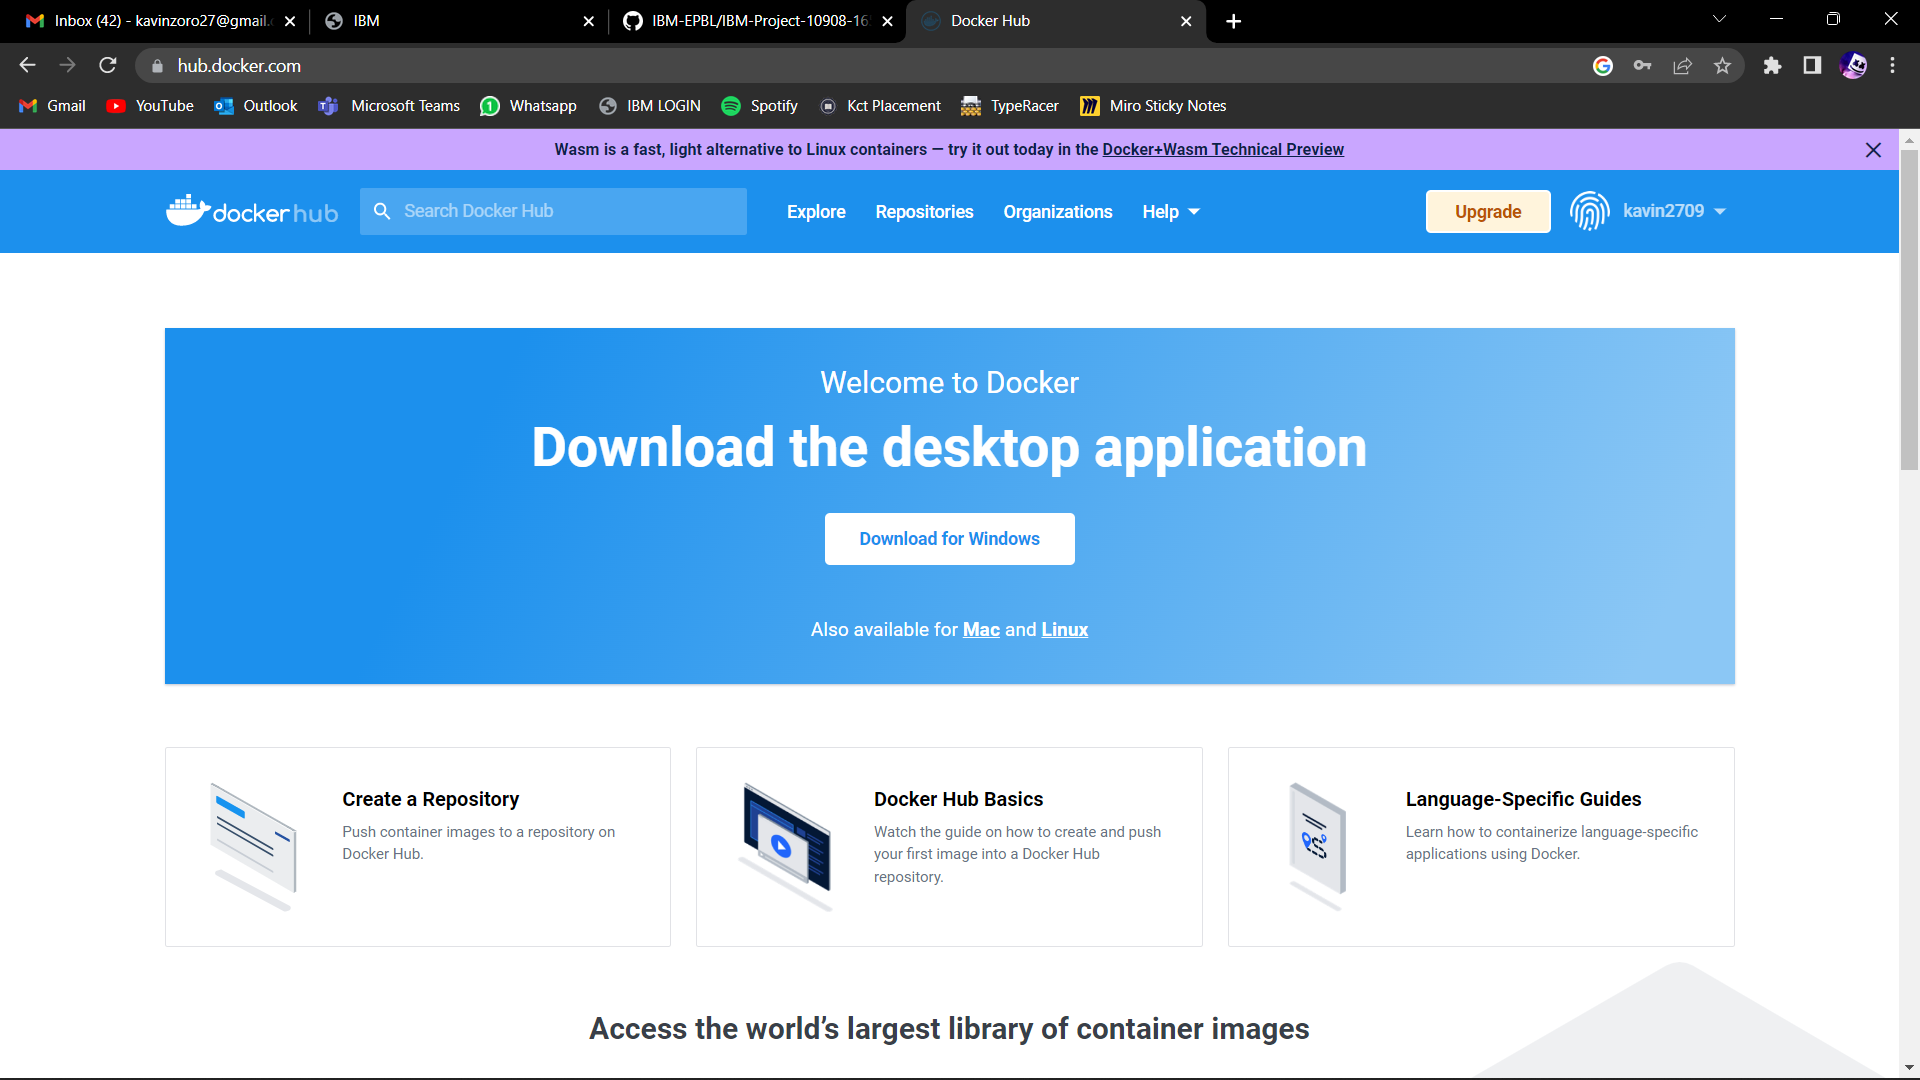 Inbox (42) - kavinzoro27@gmail.
IBM
IBM-EPBL/IBM-Project-10908-16
Docker Hub
hub.docker.com
Gmail
YouTube
Outlook
Microsoft Teams
Whatsapp
IBM LOGIN
Spotify
Kct Placement
TypeRacer
Miro Sticky Notes
Wasm is a fast, light alternative to Linux containers — try it out today in the Docker+Wasm Technical Preview
docker hub
Search Docker Hub
Explore
Repositories
Organizations
Help
Upgrade
kavin2709
Welcome to Docker
Download the desktop application
Download for Windows
Also available for Mac and Linux
Create a Repository
Push container images to a repository on
Docker Hub.
Docker Hub Basics
Watch the guide on how to create and push
your first image into a Docker Hub
repository.
Language-Specific Guides
Learn how to containerize language-specific
applications using Docker.
Access the world’s largest library of container images